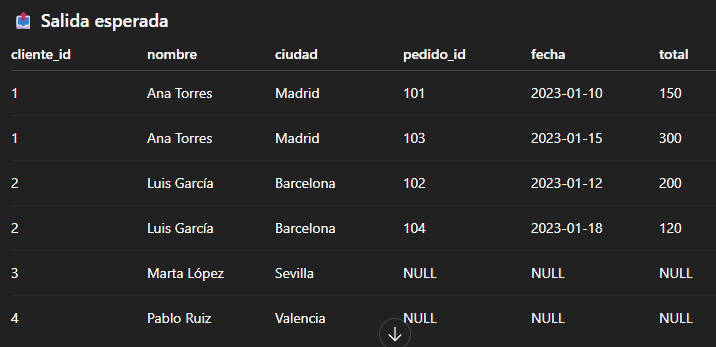 Salida esperada
cliente_id nombre ciudad pedido_id fecha total
1 Ana Torres Madrid 101 2023-01-10 150
1 Ana Torres Madrid 103 2023-01-15 300
2 Luis García Barcelona 102 2023-01-12 200
2 Luis García Barcelona 104 2023-01-18 120
3 Marta López Sevilla NULL NULL NULL
4 Pablo Ruiz Valencia NULL NULL NULL